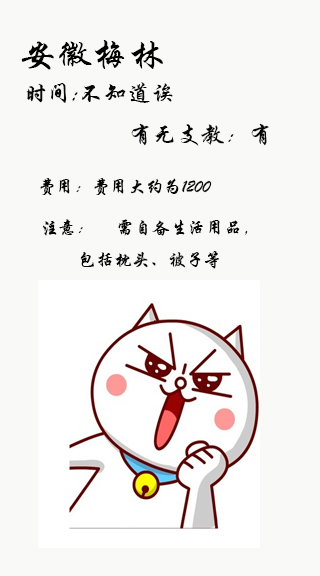 安徽梅林
时间:不知道诶
有无支教：有
费用：费用大约为1200
注意： 需自备生活用品，
包括枕头、被子等